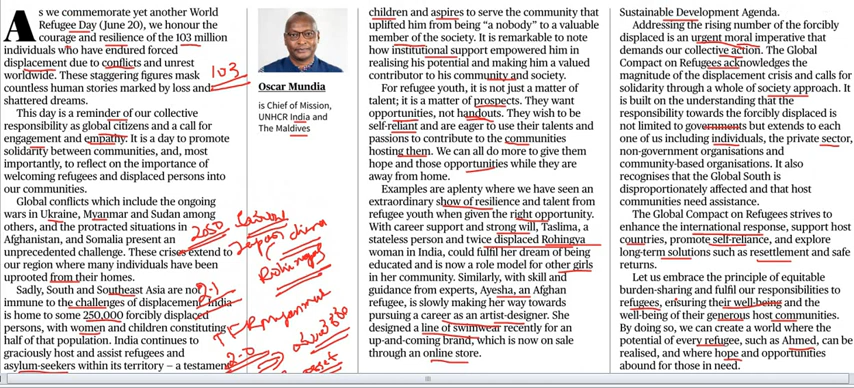 As we commemorate yet another World
Refugee Day (June 20), we honour the
courage and resilience of the 103 million
individuals who have endured forced
displacement due to conflicts and unrest
worldwide. These staggering figures mask
countless human stories marked by loss and
shattered dreams.
This day is a reminder of our collective
responsibility as global citizens and a call for
engagement and empathy. It is a day to promote
solidarity between communities, and, most
importantly, to reflect on the importance of
welcoming refugees and displaced persons into
our communities.
Global conflicts which include the ongoing
wars in Ukraine, Myanmar and Sudan among
others, and the protracted situations in
Afghanistan, and Somalia present an
unprecedented challenge. These crises extend to
our region where many individuals have been
uprooted from their homes.
Sadly, South and Southeast Asia are not
immune to the challenges of displacement. India
is home to some 250,000 forcibly displaced
persons, with women and children constituting
half of that population. India continues to
graciously host and assist refugees and
asylum-seekers within its territory – a testament
103
2050
Japan
China
Rohingya
2.1
TFR Myanmar
2.0
Oscar Mundia
is Chief of Mission,
UNHCR India and
The Maldives
children and aspires to serve the community that
uplifted him from being “a nobody” to a valuable
member of the society. It is remarkable to note
how institutional support empowered him in
realising his potential and making him a valued
contributor to his community and society.
For refugee youth, it is not just a matter of
talent; it is a matter of prospects. They want
opportunities, not handouts. They wish to be
self-reliant and are eager to use their talents and
passions to contribute to the communities
hosting them. We can all do more to give them
hope and those opportunities while they are
away from home.
Examples are aplenty where we have seen an
extraordinary show of resilience and talent from
refugee youth when given the right opportunity.
With career support and strong will, Taslima, a
stateless person and twice displaced Rohingya
woman in India, could fulfil her dream of being
educated and is now a role model for other girls
in her community. Similarly, with skill and
guidance from experts, Ayesha, an Afghan
refugee, is slowly making her way towards
pursuing a career as an artist-designer. She
designed a line of swimwear recently for an
up-and-coming brand, which is now on sale
through an online store.
Sustainable Development Agenda.
Addressing the rising number of the forcibly
displaced is an urgent moral imperative that
demands our collective action. The Global
Compact on Refugees acknowledges the
magnitude of the displacement crisis and calls for
solidarity through a whole of society approach. It
is built on the understanding that the
responsibility towards the forcibly displaced is
not limited to governments but extends to each
one of us including individuals, the private sector,
non-government organisations and
community-based organisations. It also
recognises that the Global South is
disproportionately affected and that host
communities need assistance.
The Global Compact on Refugees strives to
enhance the international response, support host
countries, promote self-reliance, and explore
long-term solutions such as resettlement and safe
returns.
Let us embrace the principle of equitable
burden-sharing and fulfil our responsibilities to
refugees, ensuring their well-being and the
well-being of their generous host communities.
By doing so, we can create a world where the
potential of every refugee, such as Ahmed, can be
realised, and where hope and opportunities
abound for those in need.